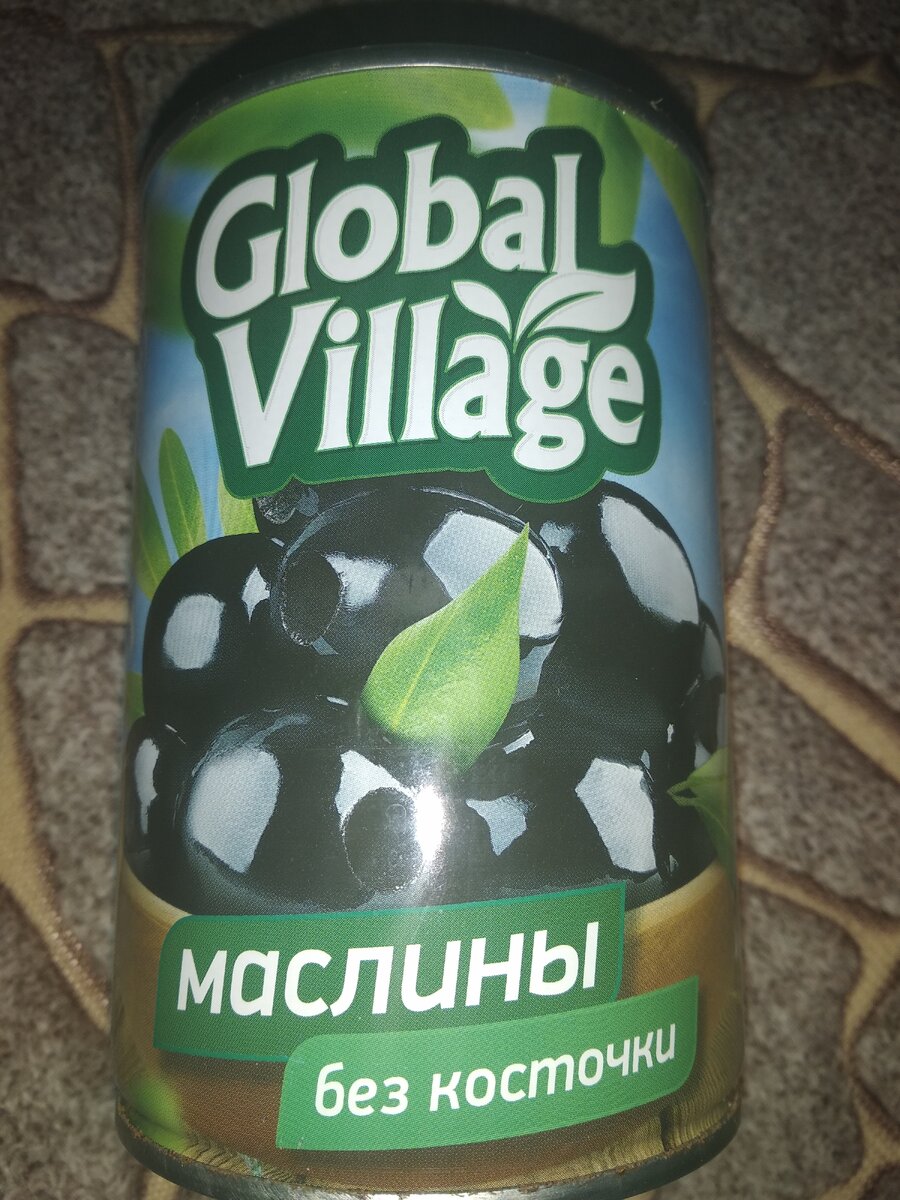 Global
Village
маслины
без косточки